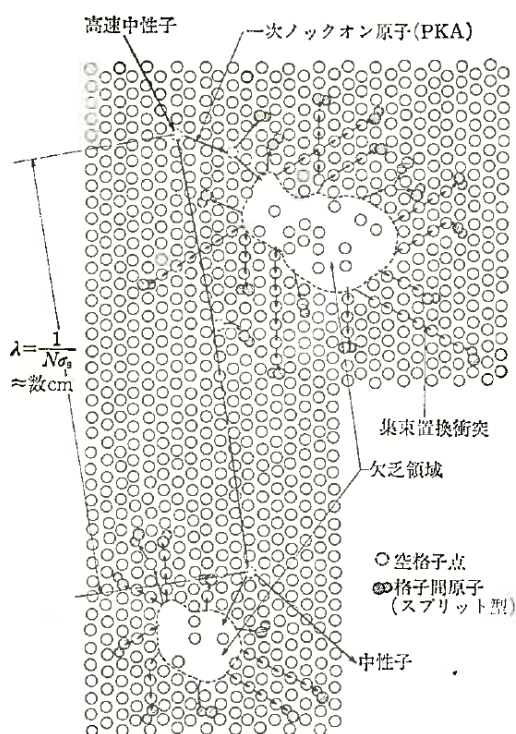 高速中性子
一次ノックオン原子(PKA)
λ=1/Nσs
≈数cm
集束置換衝突
欠乏領域
空格子点
格子間原子
(スプリット型)
中性子